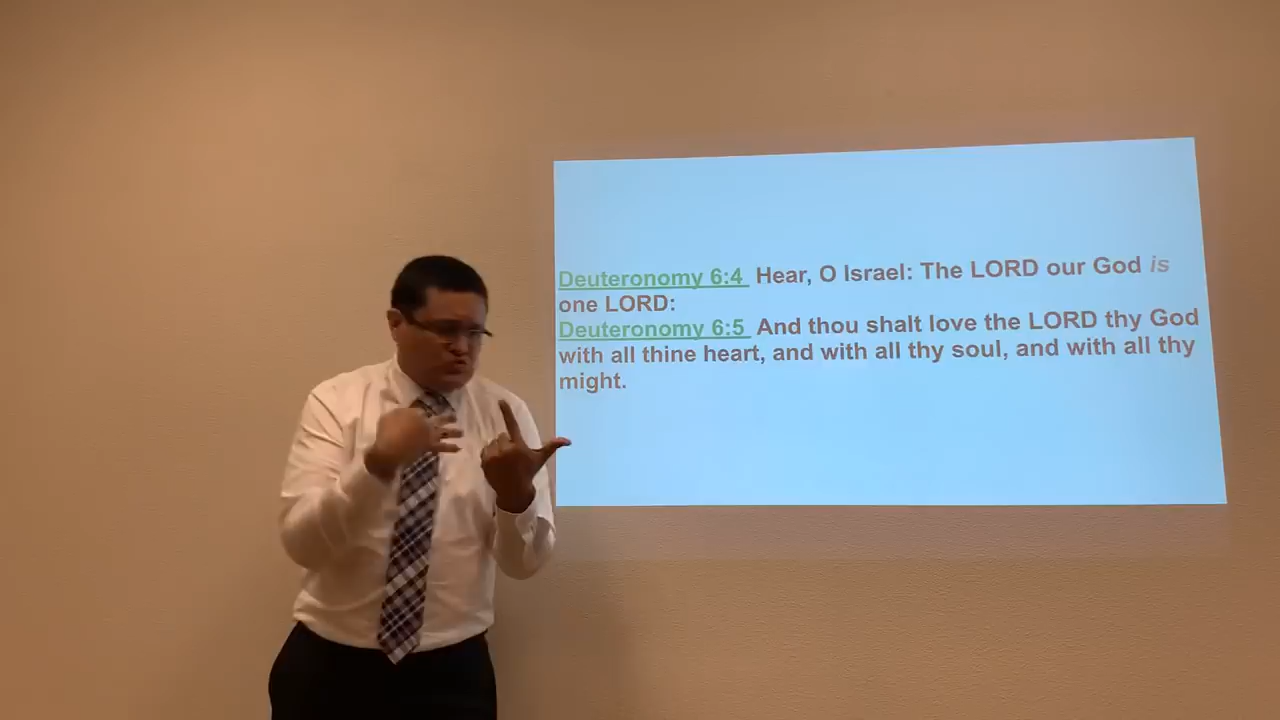 Deuteronomy 6:4 Hear, O Israel: The LORD our God is
one LORD:
Deuteronomy 6:5 And thou shalt love the LORD thy God
with all thine heart, and with all thy soul, and with all thy
might.